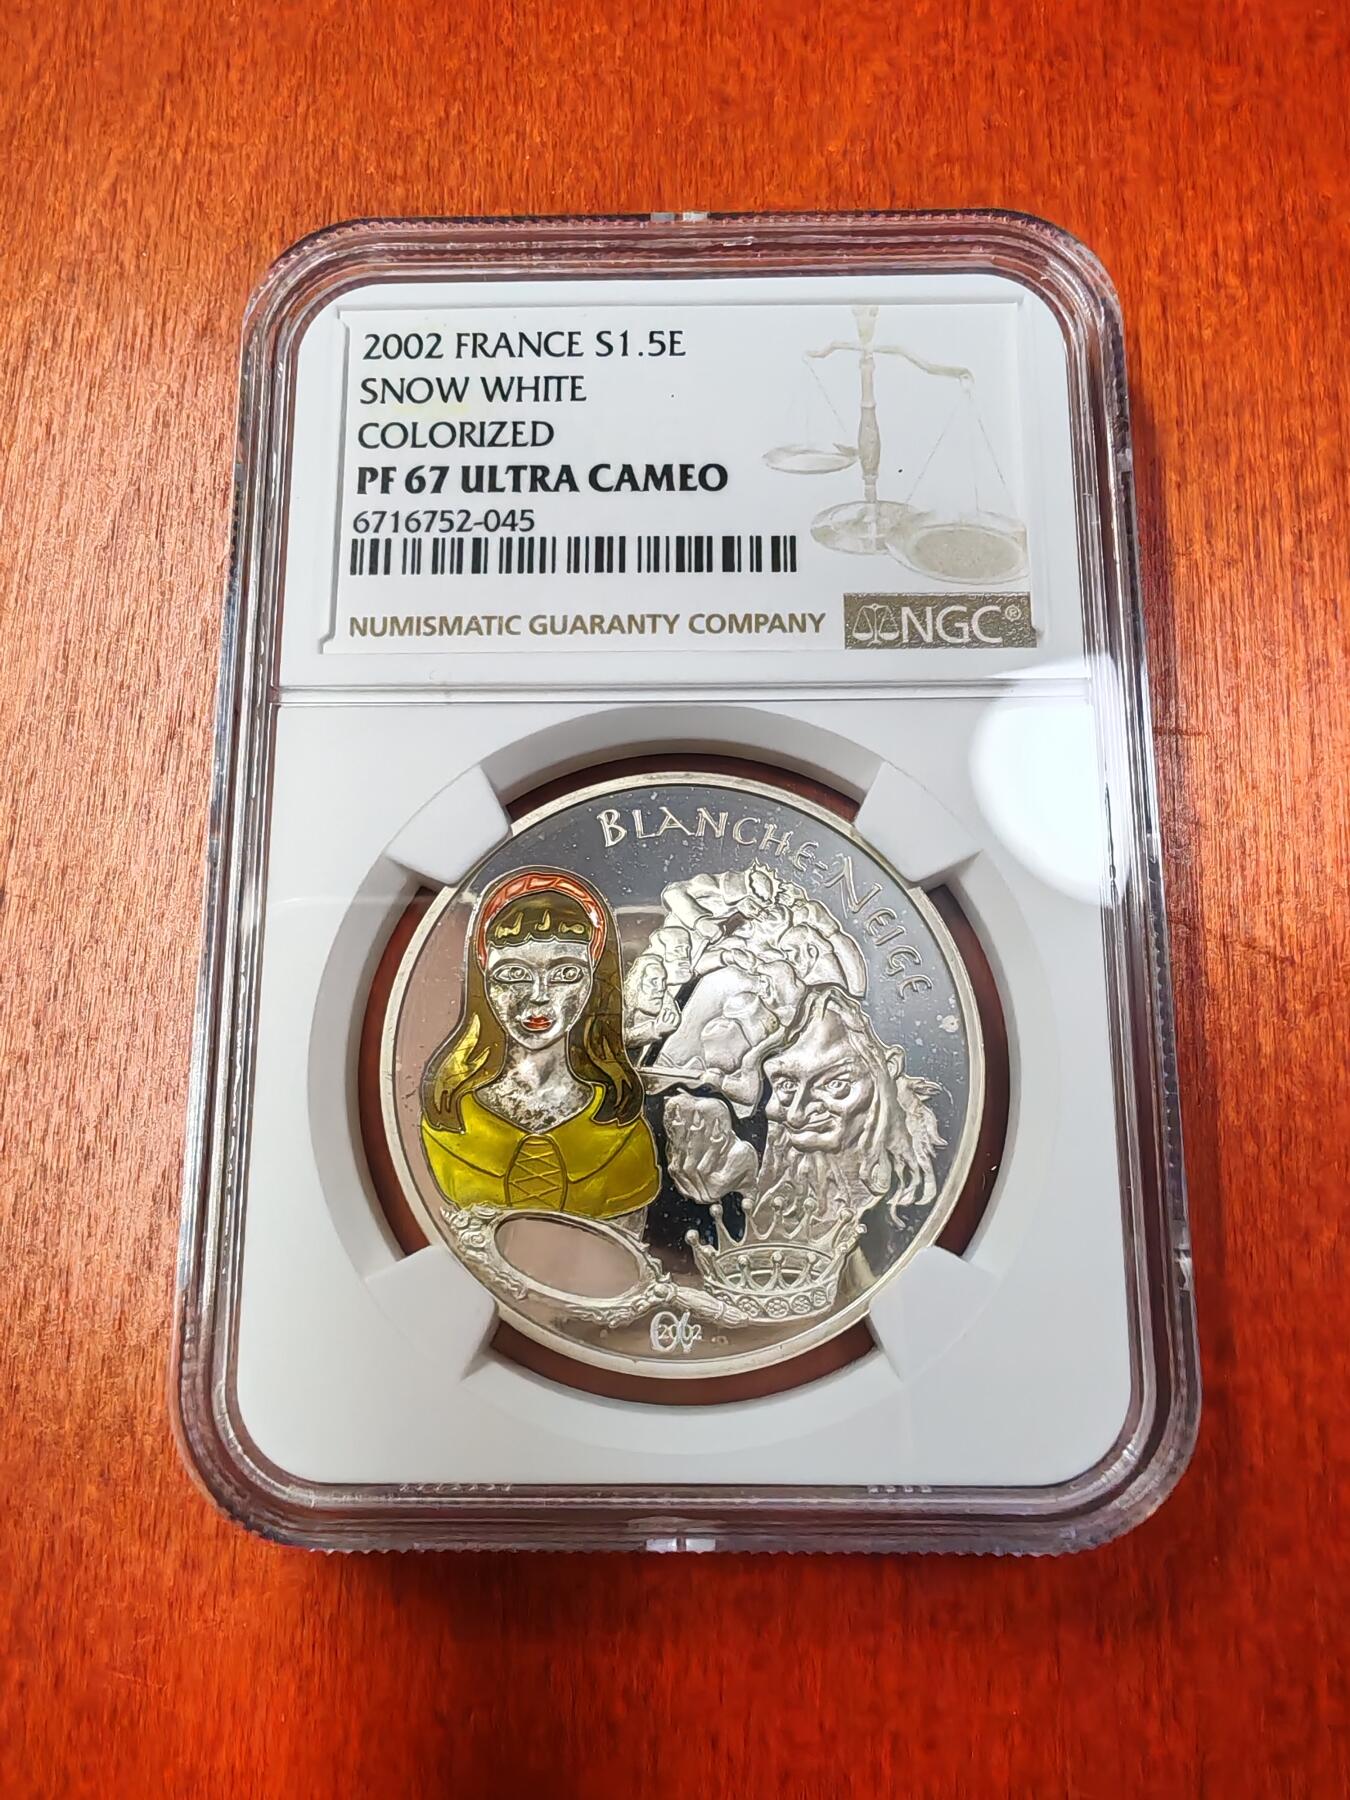 2002 FRANCE S1.5E
SNOW WHITE
COLORIZED
PF 67 ULTRA CAMEO
6716752-045
NUMISMATIC GUARANTY COMPANY
NGC®
BLANCHE-NEIGE
2002